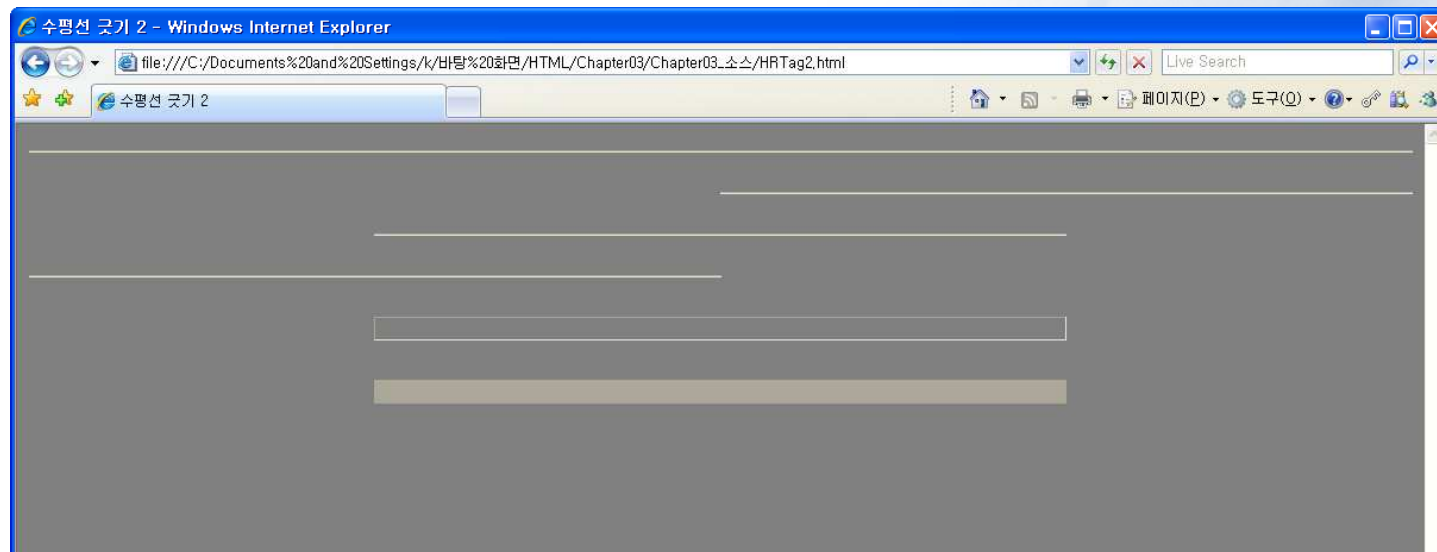 수평선 긋기 2 - Windows Internet Explorer
file:///C:/Documents%20and%20Settings/k/바탕%20화면/HTML/Chapter03/Chapter03_소스/HRTag2.html
Live Search
수평선 긋기 2
페이지(P)
도구(O)